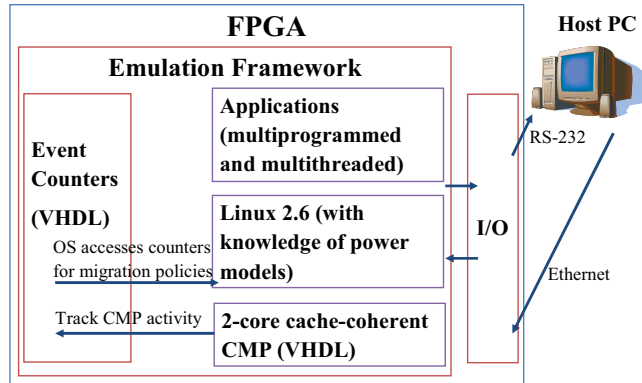 FPGA
Host PC
Emulation Framework
Applications
(multiprogrammed
and multithreaded)
Event
Counters
(VHDL)
RS-232
Linux 2.6 (with
knowledge of power
models)
I/O
OS accesses counters
for migration policies
Ethernet
Track CMP activity
2-core cache-coherent
CMP (VHDL)